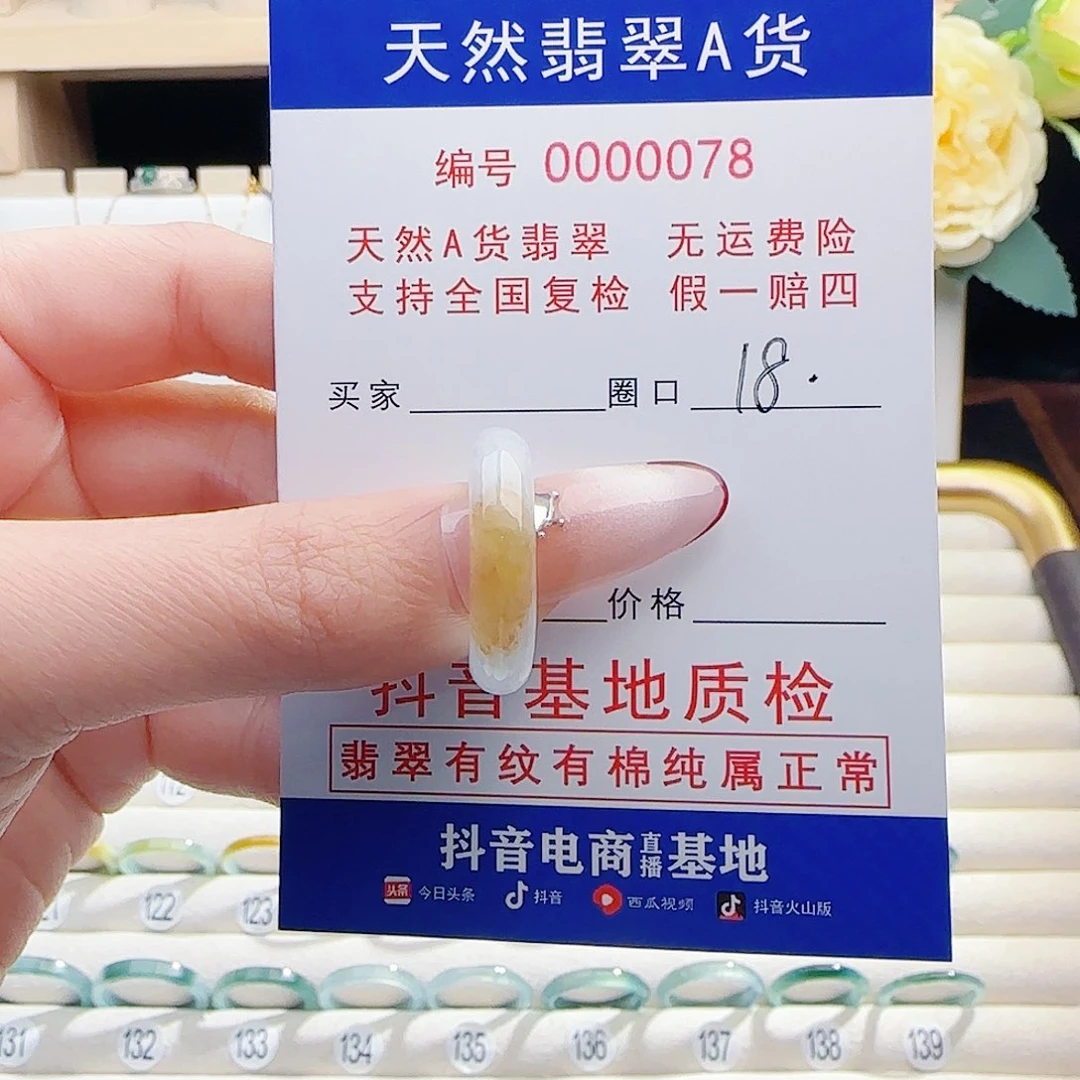 天然翡翠A货
编号 0000078
天然A货翡翠 无运费险
支持全国复检 假一赔四
买家 圈口 18.
价格
抖音基地质检
翡翠有纹有棉纯属正常
抖音电商直播基地
头条 今日头条 抖音 西瓜视频 抖音火山版
122 123
131 132 133 134 135 136 137 138 139